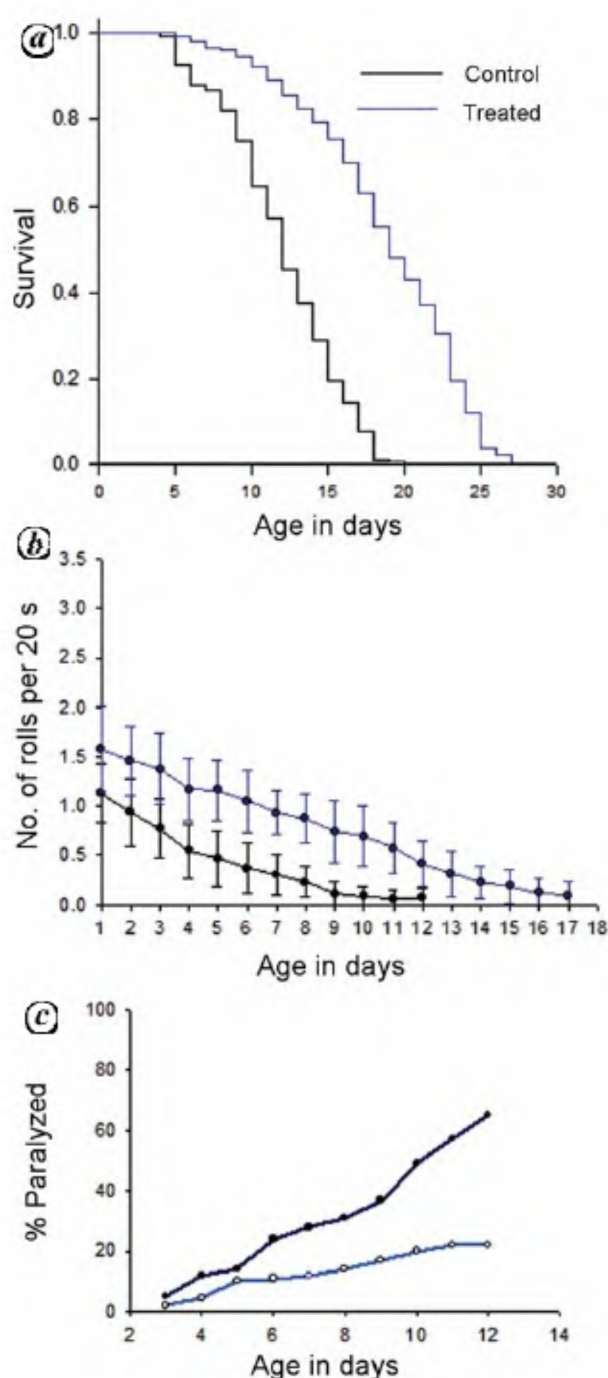 a
1.0
0.8
0.6
0.4
0.2
0.0
Survival
Control
Treated
0 5 10 15 20 25 30
Age in days
b
3.5
3.0
2.5
2.0
1.5
1.0
0.5
0.0
No. of rolls per 20 s
1 2 3 4 5 6 7 8 9 10 11 12 13 14 15 16 17 18
Age in days
c
100
80
60
40
20
0
% Paralyzed
2 4 6 8 10 12 14
Age in days